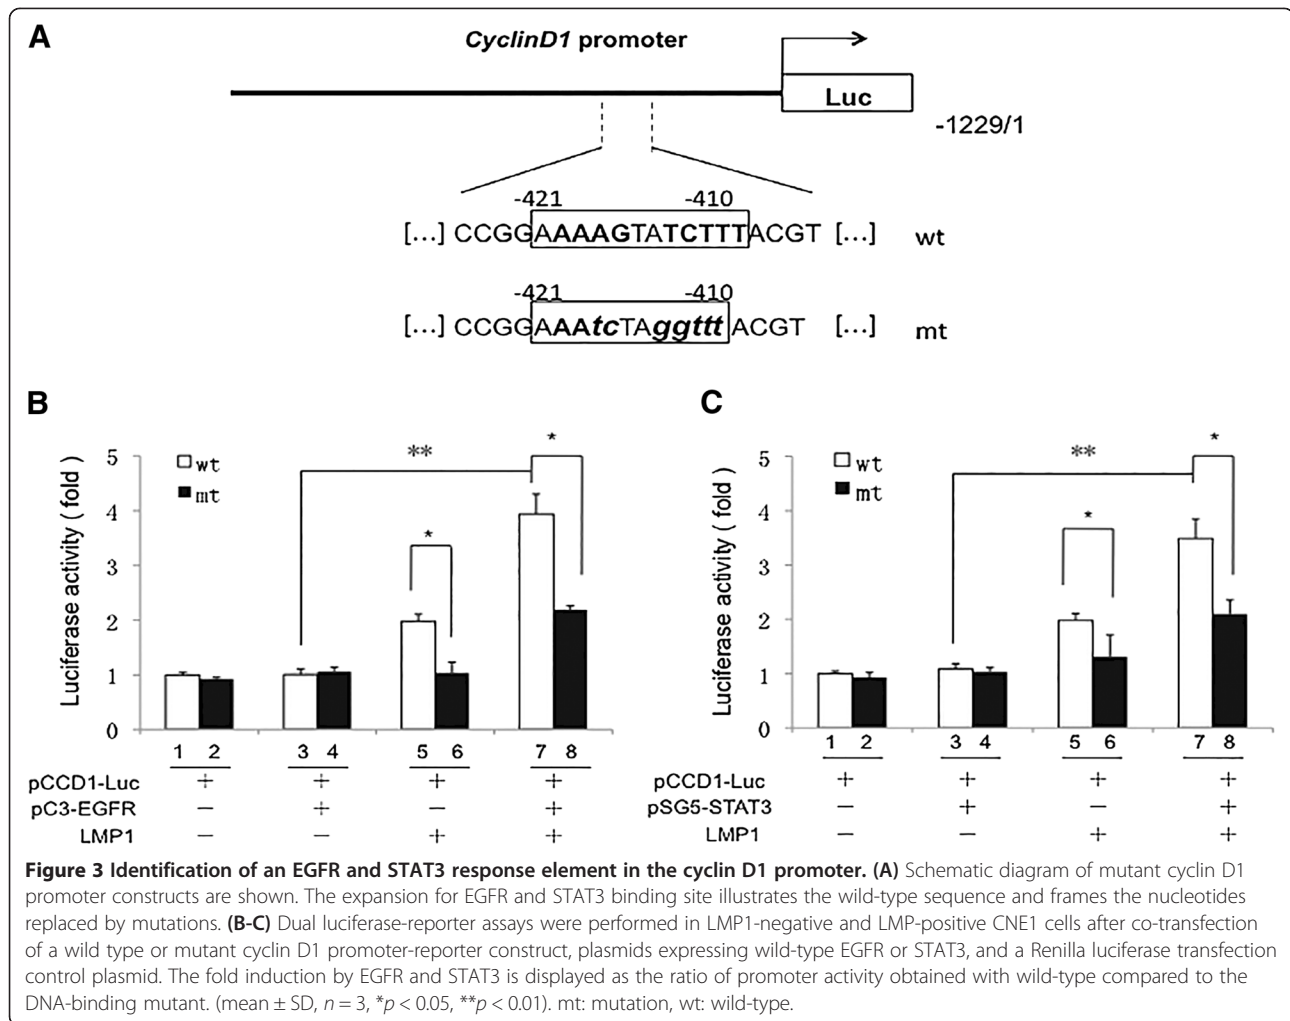 A
CyclinD1 promoter
Luc
-1229/1
-421 -410
[...] CCGGAAAAGTATCTTTACGT [...] wt
-421 -410
[...] CCGGAAAtcTAggtttACGT [...] mt
B
Luciferase activity ( fold )
5
4
3
2
1
0
wt
mt
**
*
*
1 2 3 4 5 6 7 8
pCCD1-Luc + + + +
pC3-EGFR − + − +
LMP1 − − + +
C
Luciferase activity ( fold )
5
4
3
2
1
0
wt
mt
**
*
*
1 2 3 4 5 6 7 8
pCCD1-Luc + + + +
pSG5-STAT3 − + − +
LMP1 − − + +
Figure 3 Identification of an EGFR and STAT3 response element in the cyclin D1 promoter. (A) Schematic diagram of mutant cyclin D1
promoter constructs are shown. The expansion for EGFR and STAT3 binding site illustrates the wild-type sequence and frames the nucleotides
replaced by mutations. (B-C) Dual luciferase-reporter assays were performed in LMP1-negative and LMP-positive CNE1 cells after co-transfection
of a wild type or mutant cyclin D1 promoter-reporter construct, plasmids expressing wild-type EGFR or STAT3, and a Renilla luciferase transfection
control plasmid. The fold induction by EGFR and STAT3 is displayed as the ratio of promoter activity obtained with wild-type compared to the
DNA-binding mutant. (mean ± SD, n = 3, *p < 0.05, **p < 0.01). mt: mutation, wt: wild-type.